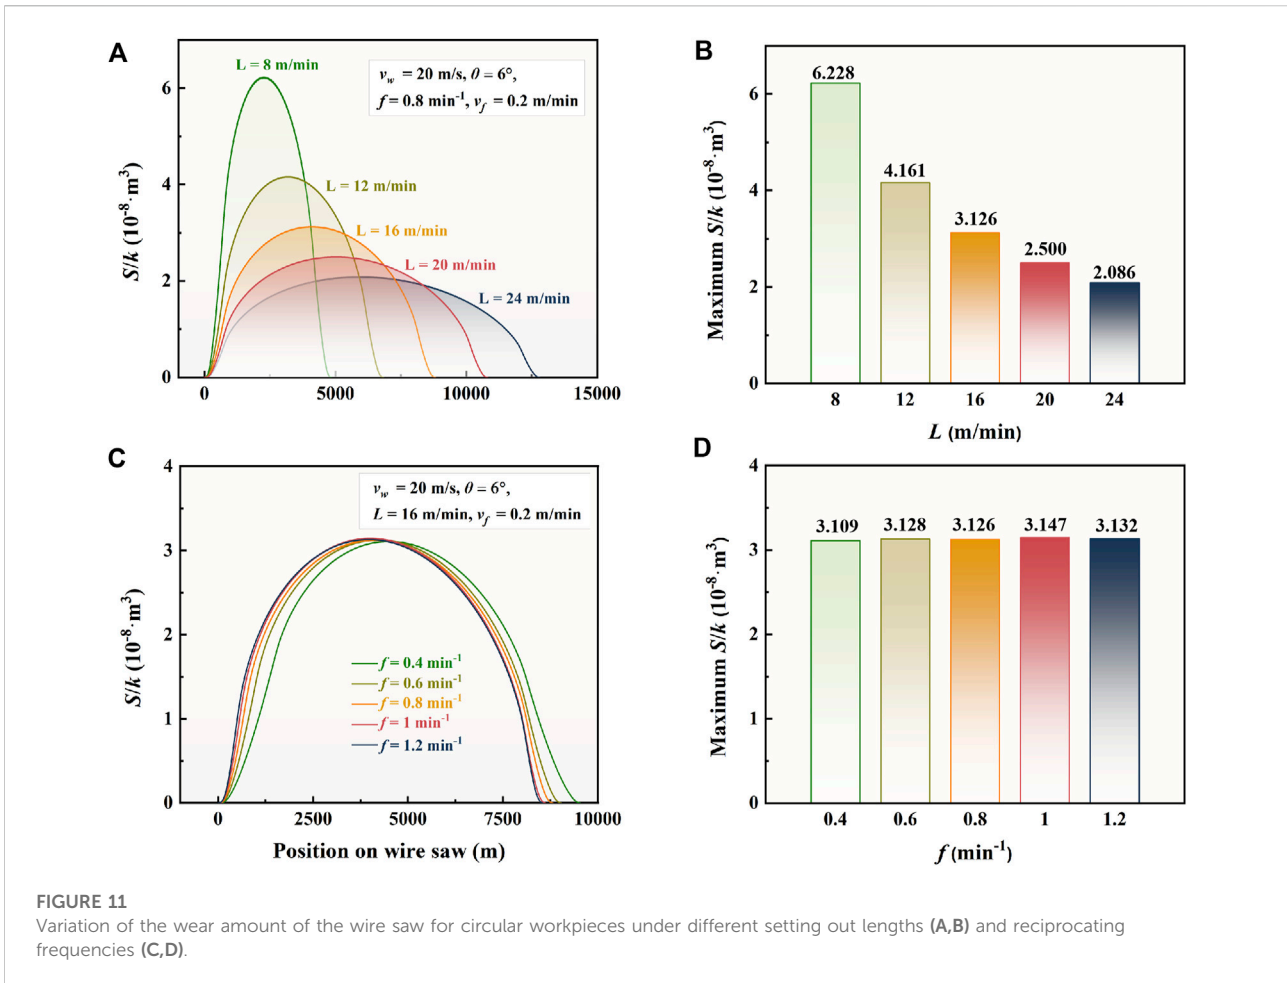 A
L = 8 m/min
v_w = 20 m/s, θ = 6°,
f = 0.8 min⁻¹, v_f = 0.2 m/min
L = 12 m/min
L = 16 m/min
L = 20 m/min
L = 24 m/min
S/k (10⁻⁸·m³)
6
4
2
0
0 5000 10000 15000
B
6.228
4.161
3.126
2.500
2.086
Maximum S/k (10⁻⁸·m³)
6
4
2
0
8 12 16 20 24
L (m/min)
C
v_w = 20 m/s, θ = 6°,
L = 16 m/min, v_f = 0.2 m/min
f = 0.4 min⁻¹
f = 0.6 min⁻¹
f = 0.8 min⁻¹
f = 1 min⁻¹
f = 1.2 min⁻¹
S/k (10⁻⁸·m³)
4
3
2
1
0
0 2500 5000 7500 10000
Position on wire saw (m)
D
3.109 3.128 3.126 3.147 3.132
Maximum S/k (10⁻⁸·m³)
4
3
2
1
0
0.4 0.6 0.8 1 1.2
f (min⁻¹)
FIGURE 11
Variation of the wear amount of the wire saw for circular workpieces under different setting out lengths (A,B) and reciprocating
frequencies (C,D).